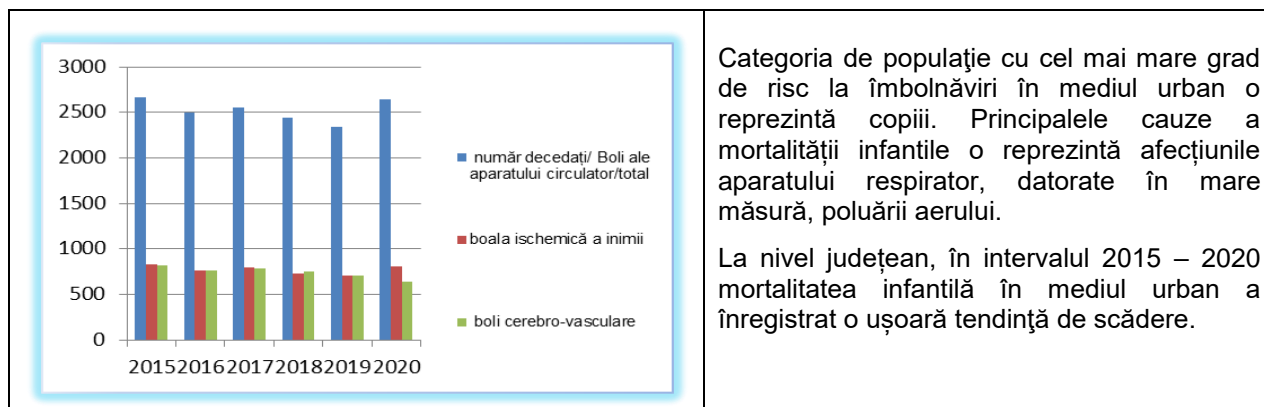 3000
2500
2000
1500
1000
500
0
2015 2016 2017 2018 2019 2020
număr decedați/ Boli ale
aparatului circulator/total
boala ischemică a inimii
boli cerebro-vasculare
Categoria de populaţie cu cel mai mare grad
de risc la îmbolnăviri în mediul urban o
reprezintă copiii. Principalele cauze a
mortalității infantile o reprezintă afecțiunile
aparatului respirator, datorate în mare
măsură, poluării aerului.
La nivel județean, în intervalul 2015 – 2020
mortalitatea infantilă în mediul urban a
înregistrat o ușoară tendinţă de scădere.